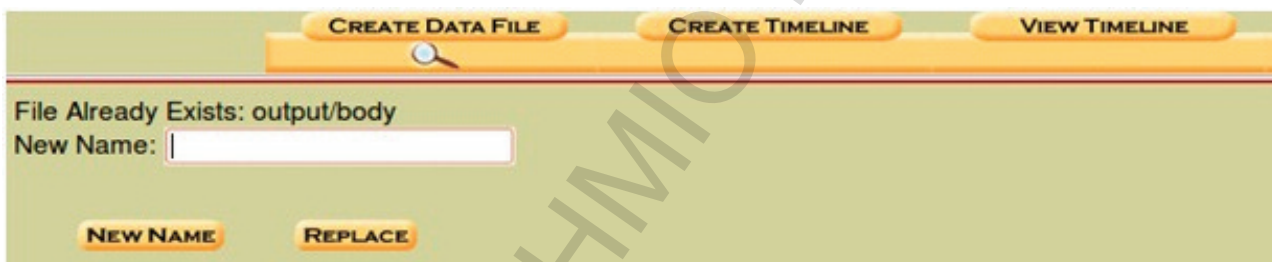 CREATE DATA FILE CREATE TIMELINE VIEW TIMELINE
File Already Exists: output/body
New Name:
NEW NAME REPLACE